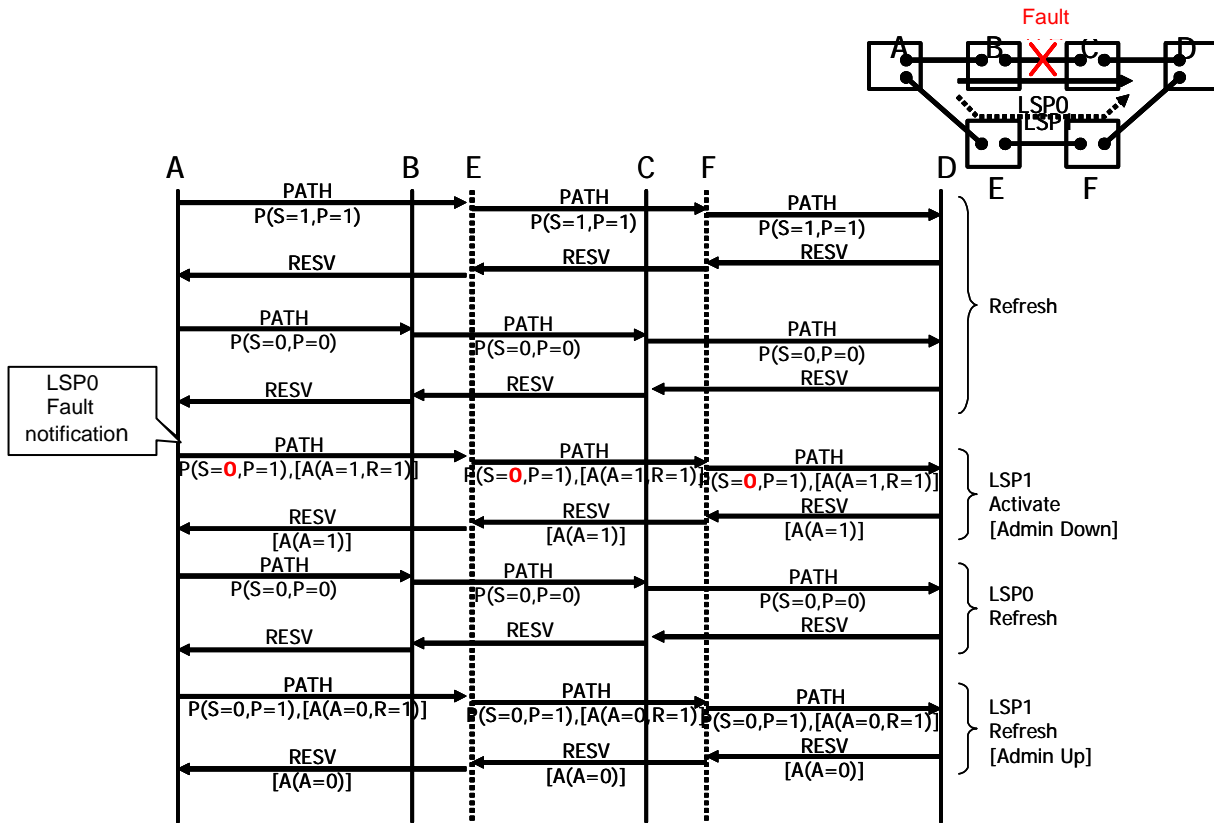 Fault
A B C D
LSP0
LSP1
E F
A B E C F D
PATH PATH PATH
P(S=1,P=1) P(S=1,P=1) P(S=1,P=1)
RESV RESV RESV
Refresh
PATH PATH PATH
P(S=0,P=0) P(S=0,P=0) P(S=0,P=0)
RESV RESV RESV
LSP0
Fault
notification
PATH PATH PATH
P(S=0,P=1),[A(A=1,R=1)] P(S=0,P=1),[A(A=1,R=1)] P(S=0,P=1),[A(A=1,R=1)]
RESV RESV RESV
[A(A=1)] [A(A=1)] [A(A=1)]
LSP1
Activate
[Admin Down]
PATH PATH PATH
P(S=0,P=0) P(S=0,P=0) P(S=0,P=0)
RESV RESV RESV
LSP0
Refresh
PATH PATH PATH
P(S=0,P=1),[A(A=0,R=1)] P(S=0,P=1),[A(A=0,R=1)] P(S=0,P=1),[A(A=0,R=1)]
RESV RESV RESV
[A(A=0)] [A(A=0)] [A(A=0)]
LSP1
Refresh
[Admin Up]